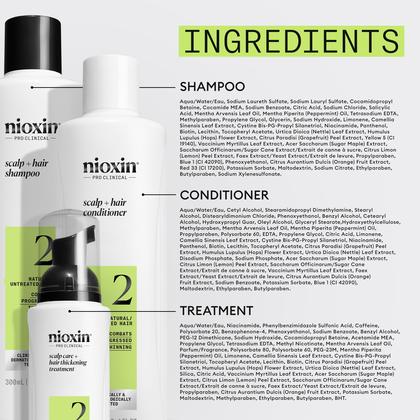 INGREDIENTS
SHAMPOO
Aqua/Water/Eau, Sodium Laureth Sulfate, Sodium Lauryl Sulfate, Cocamidopropyl
Betaine, Cocamide MEA, Sodium Benzoate, Citric Acid, Sodium Chloride, Salicylic
Acid, Mentha Arvensis Leaf Oil, Mentha Piperita (Peppermint) Oil, Tetrasodium EDTA,
Methylparaben, Propylene Glycol, Glycerin, Sodium Hydroxide, Limonene, Camellia
Sinensis Leaf Extract, Cystine Bis-PG-Propyl Silanetriol, Niacinamide, Panthenol,
Biotin, Lecithin, Tocopheryl Acetate, Urtica Dioica (Nettle) Leaf Extract, Humulus
Lupulus (Hops) Flower Extract, Citrus Paradisi (Grapefruit) Peel Extract, Yellow 5 (CI
19140), Vaccinium Myrtillus Leaf Extract, Acer Saccharum (Sugar Maple) Extract,
Saccharum Officinarum/Sugar Cane Extract/Extrait de canne à sucre, Citrus Limon
(Lemon) Peel Extract, Faex Extract/Yeast Extract/Extrait de levure, Propylparaben,
Blue 1 (CI 42090), Phenoxyethanol, Citrus Aurantium Dulcis (Orange) Fruit Extract,
Red 33 (CI 17200), Potassium Sorbate, Maltodextrin, Sodium Citrate, Ethylparaben,
Butylparaben, Sodium Xylenesulfonate.
CONDITIONER
Aqua/Water/Eau, Cetyl Alcohol, Stearamidopropyl Dimethylamine, Stearyl
Alcohol, Distearyldimonium Chloride, Phenoxyethanol, Benzyl Alcohol, Cetearyl
Alcohol, Hydroxypropyl Guar, Oleyl Alcohol, Glyceryl Stearate, Hydroxyethylcellulose,
Methylparaben, Mentha Arvensis Leaf Oil, Mentha Piperita (Peppermint) Oil,
Propylparaben, Polysorbate 60, EDTA, Propylene Glycol, Citric Acid, Limonene,
Camellia Sinensis Leaf Extract, Cystine Bis-PG-Propyl Silanetriol, Niacinamide,
Panthenol, Biotin, Lecithin, Tocopheryl Acetate, Citrus Paradisi (Grapefruit) Peel
Extract, Humulus Lupulus (Hops) Flower Extract, Urtica Dioica (Nettle) Leaf Extract,
Disodium Phosphate, Sodium Phosphate, Acer Saccharum (Sugar Maple) Extract,
Citrus Limon (Lemon) Peel Extract, Saccharum Officinarum/Sugar Cane
Extract/Extrait de canne à sucre, Vaccinium Myrtillus Leaf Extract, Faex
Extract/Yeast Extract/Extrait de levure, Citrus Aurantium Dulcis (Orange)
Fruit Extract, Sodium Benzoate, Potassium Sorbate, Blue 1 (CI 42090),
Maltodextrin, Ethylparaben, Butylparaben.
TREATMENT
Aqua/Water/Eau, Niacinamide, Phenylbenzimidazole Sulfonic Acid, Caffeine,
Polysorbate 20, Benzophenone-4, Phenoxyethanol, Sodium Benzoate, Benzyl Alcohol,
PEG-12 Dimethicone, Sodium Hydroxide, Cocamidopropyl Betaine, Acetamide MEA,
Propylene Glycol, Tetrasodium EDTA, Methyl Nicotinate, Mentha Arvensis Leaf Oil,
Parfum/Fragrance, Polysorbate 80, Polysorbate 60, PEG-23M, Mentha Piperita
(Peppermint) Oil, Limonene, Camellia Sinensis Leaf Extract, Cystine Bis-PG-Propyl
Silanetriol, Tocopheryl Acetate, Lecithin, Biotin, Citrus Paradisi (Grapefruit) Peel
Extract, Humulus Lupulus (Hops) Flower Extract, Urtica Dioica (Nettle) Leaf Extract,
Silica, Citric Acid, Vaccinium Myrtillus Leaf Extract, Acer Saccharum (Sugar Maple)
Extract, Citrus Limon (Lemon) Peel Extract, Saccharum Officinarum/Sugar Cane
Extract/Extrait de canne à sucre, Faex Extract/Yeast Extract/Extrait de levure,
Propylparaben, Citrus Aurantium Dulcis (Orange) Fruit Extract, Potassium Sorbate,
Maltodextrin, Methylparaben, Ethylparaben, Butylparaben, BHT.
nioxin
PRO CLINICAL
scalp + hair
shampoo
2
300mL
nioxin
PRO CLINICAL
scalp + hair
conditioner
2
nioxin
PRO CLINICAL
scalp care +
hair thickening
treatment
2